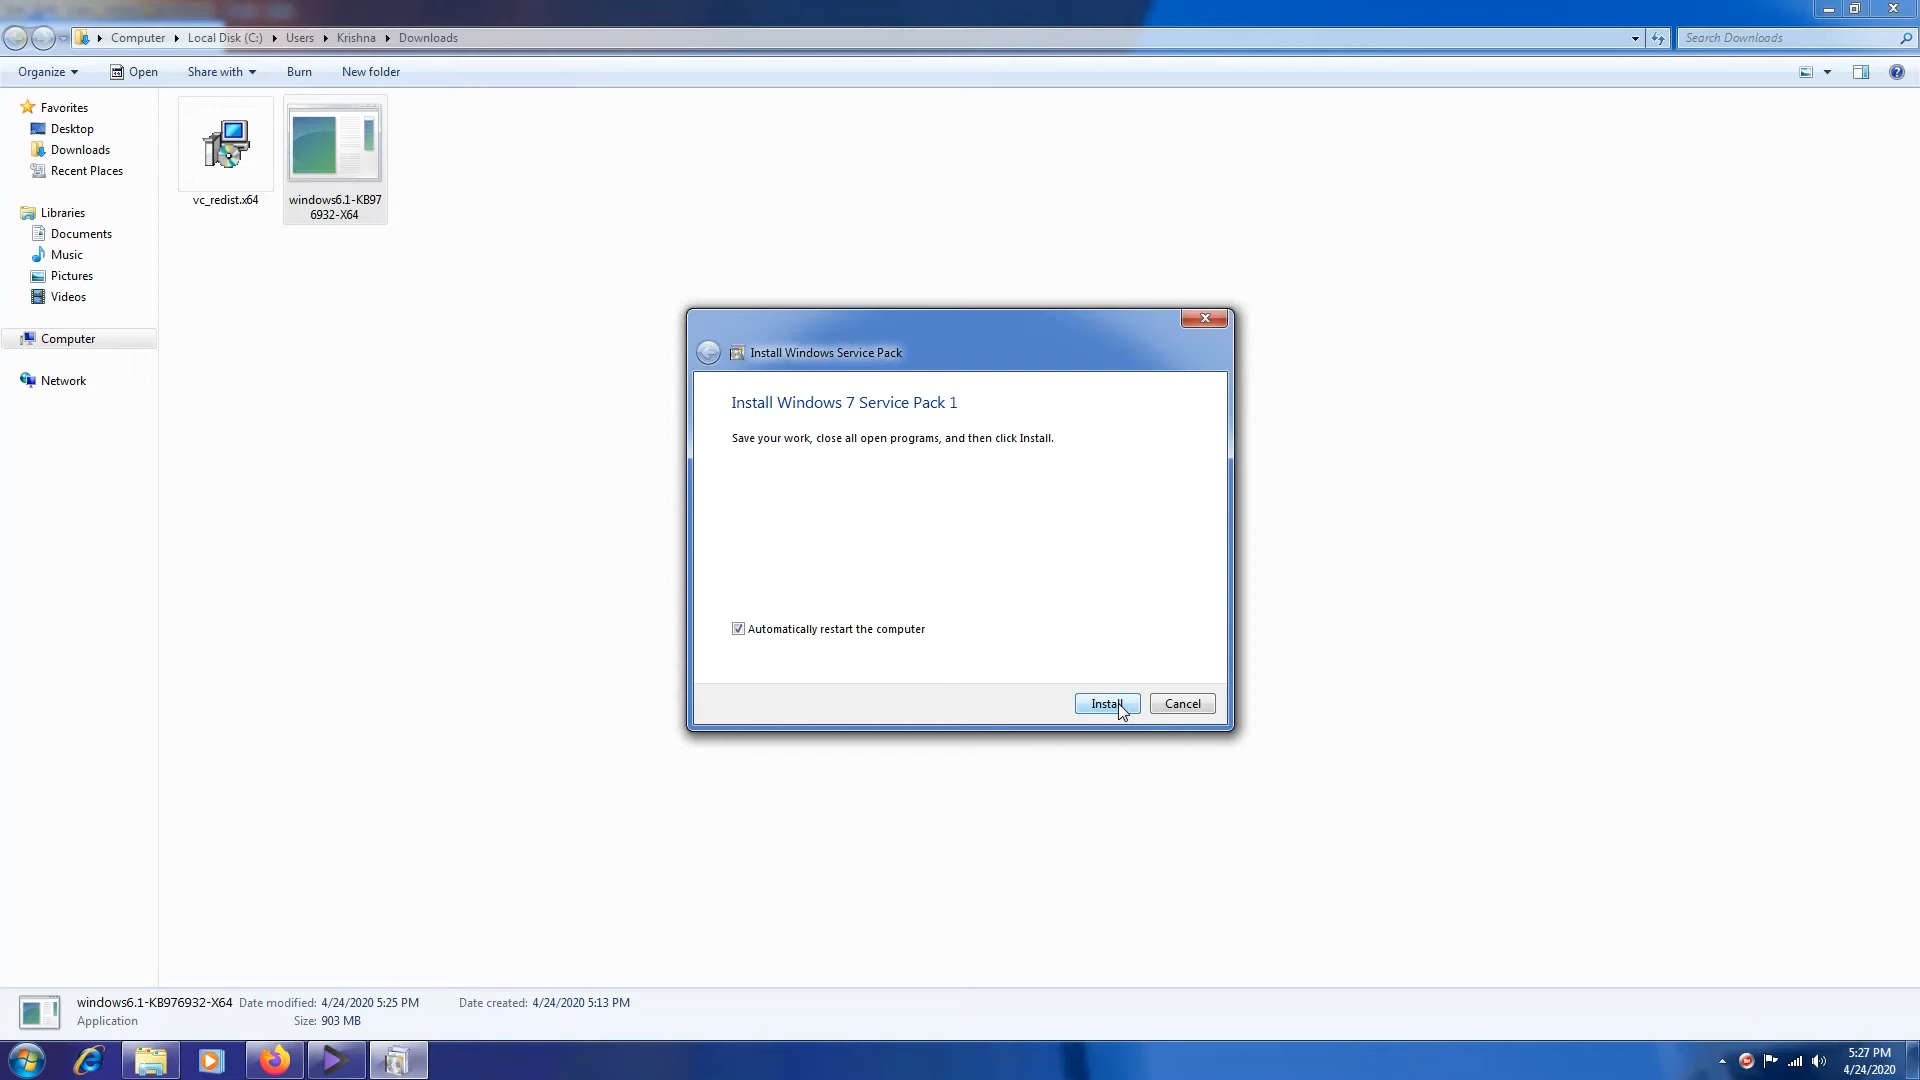 Computer Local Disk (C:) Users Krishna Downloads
Search Downloads
Organize Open Share with Burn New folder
Favorites
Desktop
Downloads
Recent Places
Libraries
Documents
Music
Pictures
Videos
Computer
Network
vc_redist.x64
windows6.1-KB97
6932-X64
Install Windows Service Pack
Install Windows 7 Service Pack 1
Save your work, close all open programs, and then click Install.
Automatically restart the computer
Install Cancel
windows6.1-KB976932-X64 Date modified: 4/24/2020 5:25 PM Date created: 4/24/2020 5:13 PM
Application Size: 903 MB
5:27 PM
4/24/2020